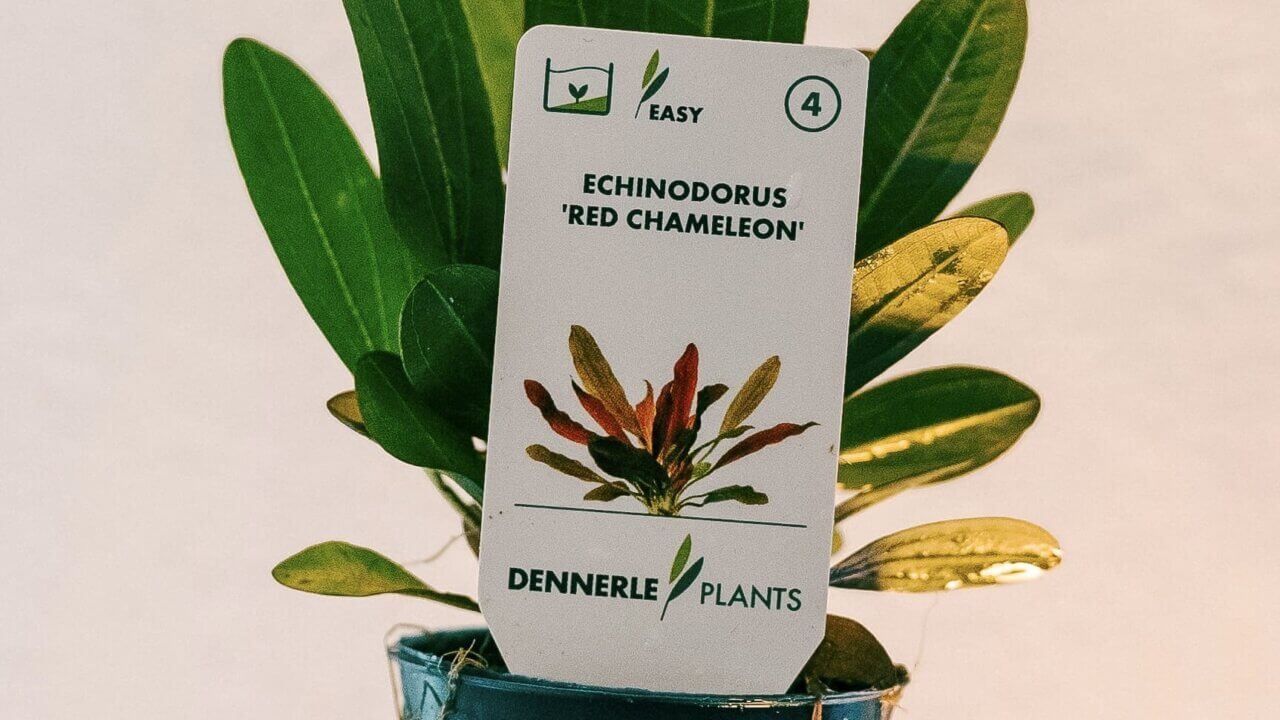 EASY
4
ECHINODORUS
'RED CHAMELEON'
DENNERLE PLANTS